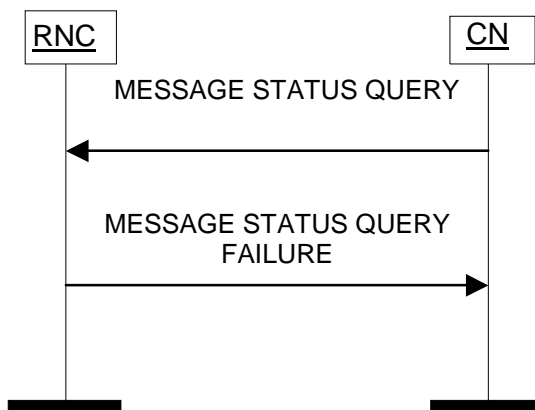 RNC
CN
MESSAGE STATUS QUERY
MESSAGE STATUS QUERY
FAILURE